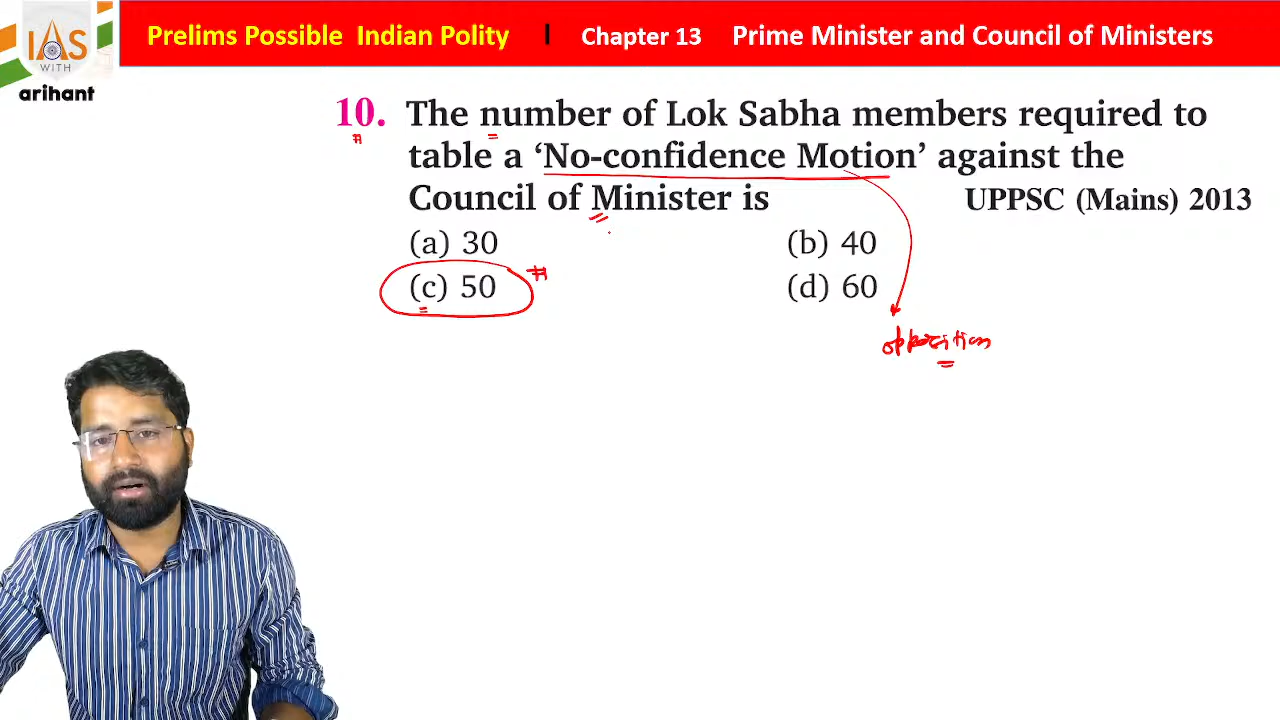 IAS
WITH
arihant
Prelims Possible Indian Polity | Chapter 13 Prime Minister and Council of Ministers
10. The number of Lok Sabha members required to
table a ‘No-confidence Motion’ against the
Council of Minister is
UPPSC (Mains) 2013
(a) 30
(b) 40
(c) 50
(d) 60
opposition